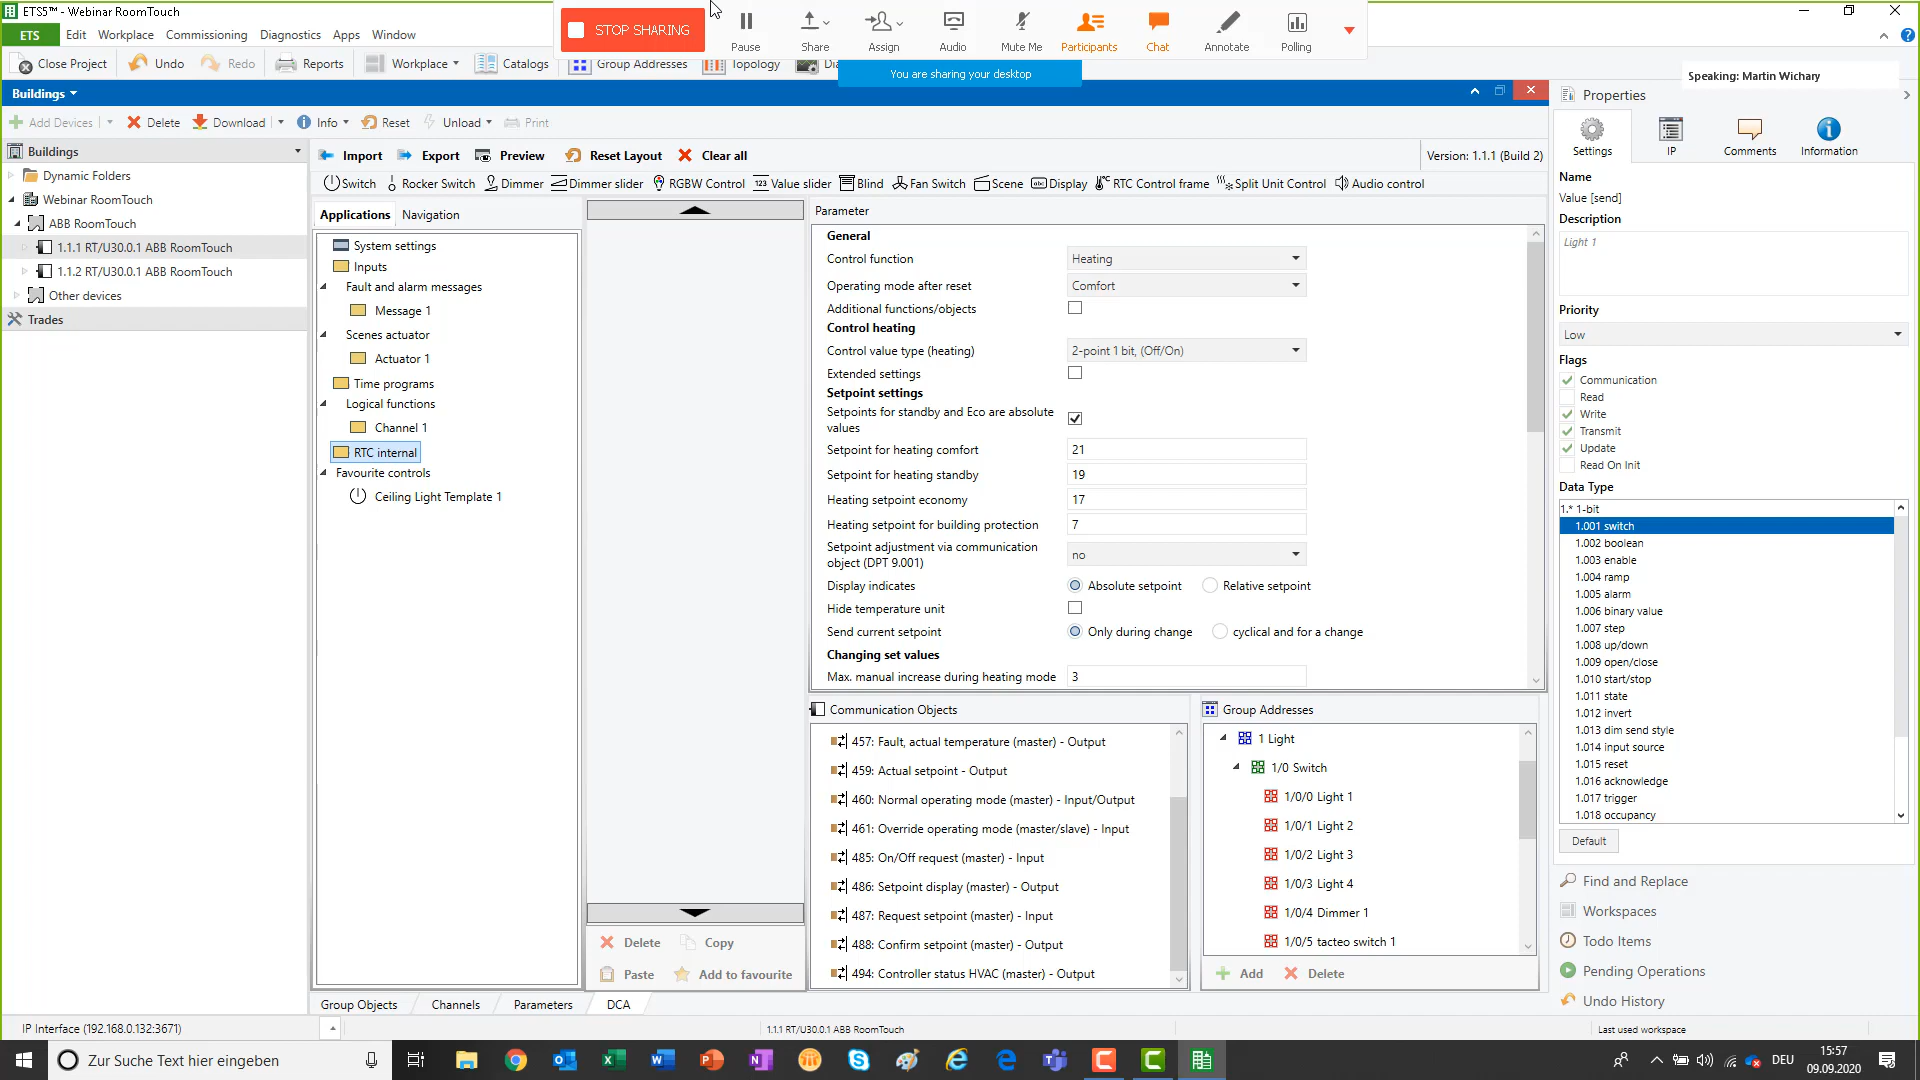 ETS5™ - Webinar RoomTouch
ETS Edit Workplace Commissioning Diagnostics Apps Window
STOP SHARING
Pause Share Assign Audio Mute Me Participants Chat Annotate Polling
You are sharing your desktop
Speaking: Martin Wichary
Close Project Undo Redo Reports Workplace Catalogs Group Addresses Topology
Buildings
Add Devices Delete Download Info Reset Unload Print
Buildings
Dynamic Folders
Webinar RoomTouch
ABB RoomTouch
1.1.1 RT/U30.0.1 ABB RoomTouch
1.1.2 RT/U30.0.1 ABB RoomTouch
Other devices
Trades
Import Export Preview Reset Layout Clear all
Version: 1.1.1 (Build 2)
Switch Rocker Switch Dimmer Dimmer slider RGBW Control 123 Value slider Blind Fan Switch Scene Display RTC Control frame Split Unit Control Audio control
Applications Navigation
System settings
Inputs
Fault and alarm messages
Message 1
Scenes actuator
Actuator 1
Time programs
Logical functions
Channel 1
RTC internal
Favourite controls
Ceiling Light Template 1
Delete Copy
Paste Add to favourite
Parameter
General
Control function Heating
Operating mode after reset Comfort
Additional functions/objects
Control heating
Control value type (heating) 2-point 1 bit, (Off/On)
Extended settings
Setpoint settings
Setpoints for standby and Eco are absolute
values
Setpoint for heating comfort 21
Setpoint for heating standby 19
Heating setpoint economy 17
Heating setpoint for building protection 7
Setpoint adjustment via communication
object (DPT 9.001) no
Display indicates Absolute setpoint Relative setpoint
Hide temperature unit
Send current setpoint Only during change cyclical and for a change
Changing set values
Max. manual increase during heating mode 3
Communication Objects
457: Fault, actual temperature (master) - Output
459: Actual setpoint - Output
460: Normal operating mode (master) - Input/Output
461: Override operating mode (master/slave) - Input
485: On/Off request (master) - Input
486: Setpoint display (master) - Output
487: Request setpoint (master) - Input
488: Confirm setpoint (master) - Output
494: Controller status HVAC (master) - Output
Group Addresses
1 Light
1/0 Switch
1/0/0 Light 1
1/0/1 Light 2
1/0/2 Light 3
1/0/3 Light 4
1/0/4 Dimmer 1
1/0/5 tacteo switch 1
Add Delete
Group Objects Channels Parameters DCA
Properties
Settings IP Comments Information
Name
Value [send]
Description
Light 1
Priority
Low
Flags
Communication
Read
Write
Transmit
Update
Read On Init
Data Type
1.* 1-bit
1.001 switch
1.002 boolean
1.003 enable
1.004 ramp
1.005 alarm
1.006 binary value
1.007 step
1.008 up/down
1.009 open/close
1.010 start/stop
1.011 state
1.012 invert
1.013 dim send style
1.014 input source
1.015 reset
1.016 acknowledge
1.017 trigger
1.018 occupancy
Default
Find and Replace
Workspaces
Todo Items
Pending Operations
Undo History
IP Interface (192.168.0.132:3671)
1.1.1 RT/U30.0.1 ABB RoomTouch
Last used workspace
Zur Suche Text hier eingeben
DEU
15:57
09.09.2020